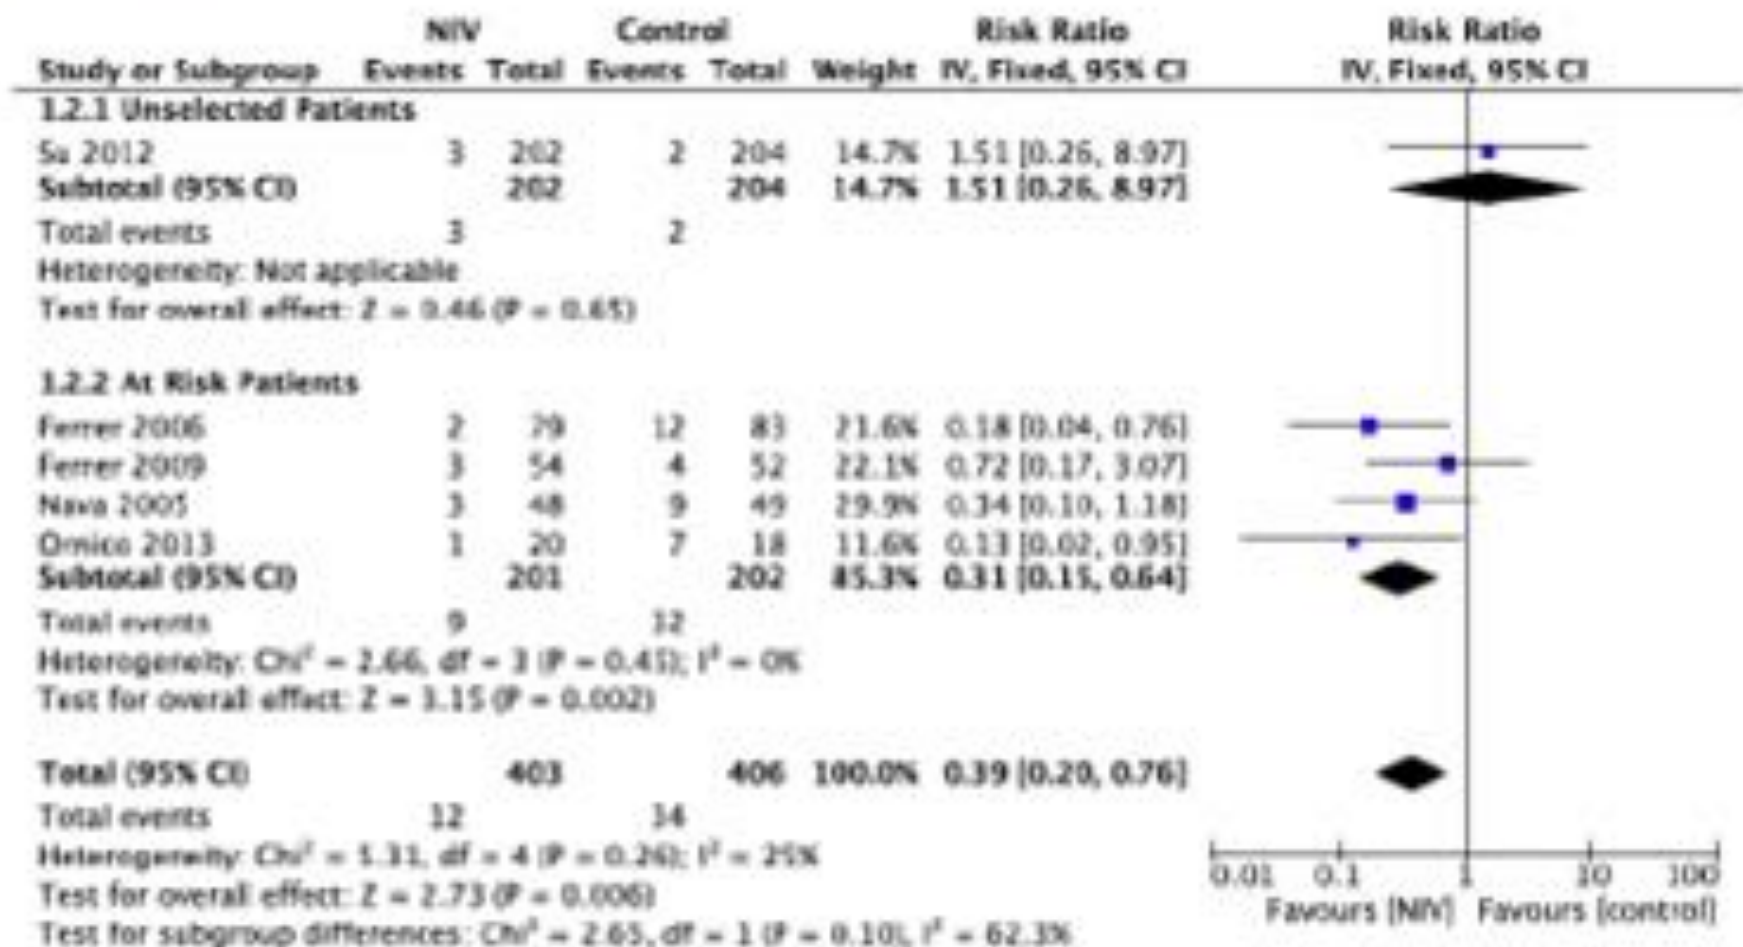 NIV Control Risk Ratio Risk Ratio
Study or Subgroup Events Total Events Total Weight IV, Fixed, 95% CI IV, Fixed, 95% CI
1.2.1 Unselected Patients
Su 2012 3 202 2 204 14.7% 1.51 [0.26, 8.97]
Subtotal (95% CI) 202 204 14.7% 1.51 [0.26, 8.97]
Total events 3 2
Heterogeneity: Not applicable
Test for overall effect: Z = 0.46 (P = 0.65)
1.2.2 At Risk Patients
Ferrer 2006 2 79 12 83 21.6% 0.18 [0.04, 0.76]
Ferrer 2009 3 54 4 52 22.1% 0.72 [0.17, 3.07]
Nava 2005 3 48 9 49 29.9% 0.34 [0.10, 1.18]
Ornico 2013 1 20 7 18 11.6% 0.13 [0.02, 0.95]
Subtotal (95% CI) 201 202 85.3% 0.31 [0.15, 0.64]
Total events 9 32
Heterogeneity: Chi² = 2.66, df = 3 (P = 0.45); I² = 0%
Test for overall effect: Z = 3.15 (P = 0.002)
Total (95% CI) 403 406 100.0% 0.39 [0.20, 0.76]
Total events 12 34
Heterogeneity: Chi² = 5.31, df = 4 (P = 0.26); I² = 25%
Test for overall effect: Z = 2.73 (P = 0.006)
Test for subgroup differences: Chi² = 2.65, df = 1 (P = 0.10), I² = 62.3%
0.01 0.1 1 10 100
Favours [NIV] Favours [control]